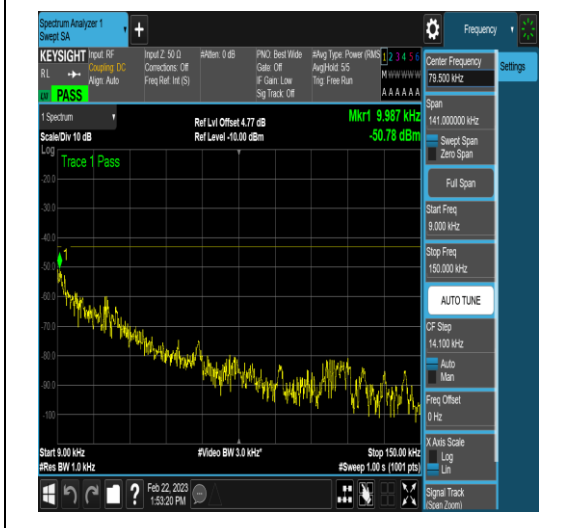 Spectrum Analyzer 1
Swept SA
+
Frequency
KEYSIGHT
Input: RF
Coupling: DC
Align: Auto
Input Z: 50 Ω
Corrections: Off
Freq Ref: Int (S)
#Atten: 0 dB
PNO: Best Wide
Gate: Off
IF Gain: Low
Sig Track: Off
#Avg Type: Power (RMS
Avg|Hold: 5/5
Trig: Free Run
1 2 3 4 5 6
M W W W W W
A A A A A A
RL
PASS
1 Spectrum
Scale/Div 10 dB
Ref Lvl Offset 4.77 dB
Ref Level -10.00 dBm
Mkr1 9.987 kHz
-50.78 dBm
Log
Trace 1 Pass
-20.0
-30.0
-40.0
1
-50.0
-60.0
-70.0
-80.0
-90.0
-100
Start 9.00 kHz
#Res BW 1.0 kHz
#Video BW 3.0 kHz*
Stop 150.00 kHz
#Sweep 1.00 s (1001 pts)
?
Feb 22, 2023
1:53:20 PM
Center Frequency
79.500 kHz
Settings
Span
141.000000 kHz
Swept Span
Zero Span
Full Span
Start Freq
9.000 kHz
Stop Freq
150.000 kHz
AUTO TUNE
CF Step
14.100 kHz
Auto
Man
Freq Offset
0 Hz
X Axis Scale
Log
Lin
Signal Track
(Span Zoom)